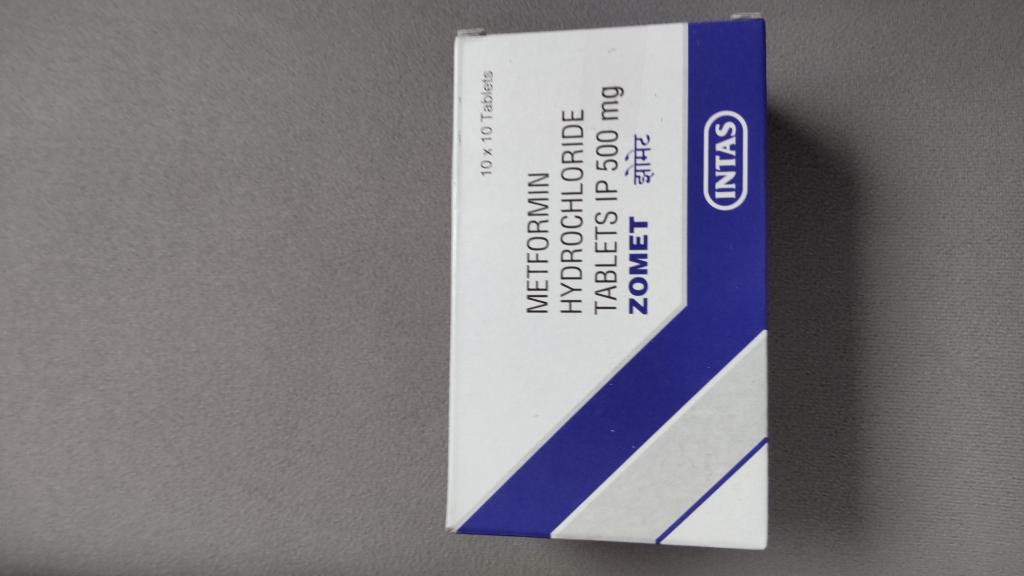 10 x 10 Tablets
METFORMIN
HYDROCHLORIDE
TABLETS IP 500 mg
ZOMET झोमेट
INTAS